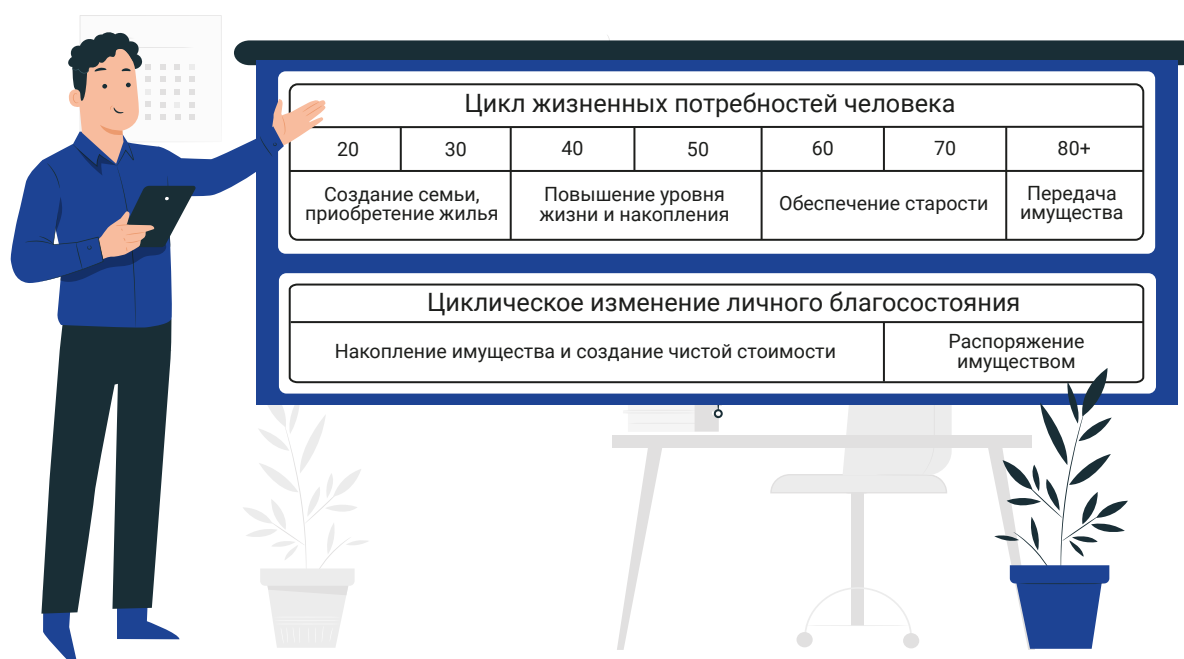 Цикл жизненных потребностей человека
20 30 40 50 60 70 80+
Создание семьи,
приобретение жилья
Повышение уровня
жизни и накопления
Обеспечение старости
Передача
имущества
Циклическое изменение личного благосостояния
Накопление имущества и создание чистой стоимости
Распоряжение
имуществом